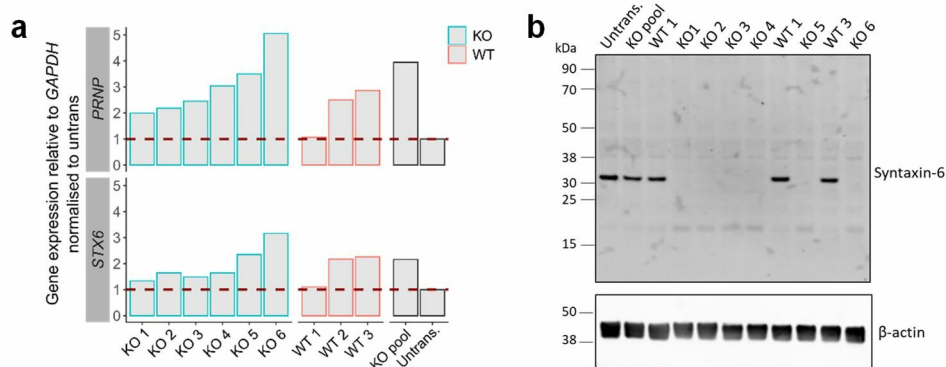 a
Gene expression relative to GAPDH
normalised to untrans
PRNP
5
4
3
2
1
0
STX6
5
4
3
2
1
0
KO
WT
KO 1
KO 2
KO 3
KO 4
KO 5
KO 6
WT 1
WT 2
WT 3
KO pool
Untrans.
b
Untrans.
KO pool
WT 1
KO1
KO 2
KO 3
KO 4
WT 1
KO 5
WT 3
KO 6
kDa
90
70
50
38
30
25
15
Syntaxin-6
50
38
β-actin